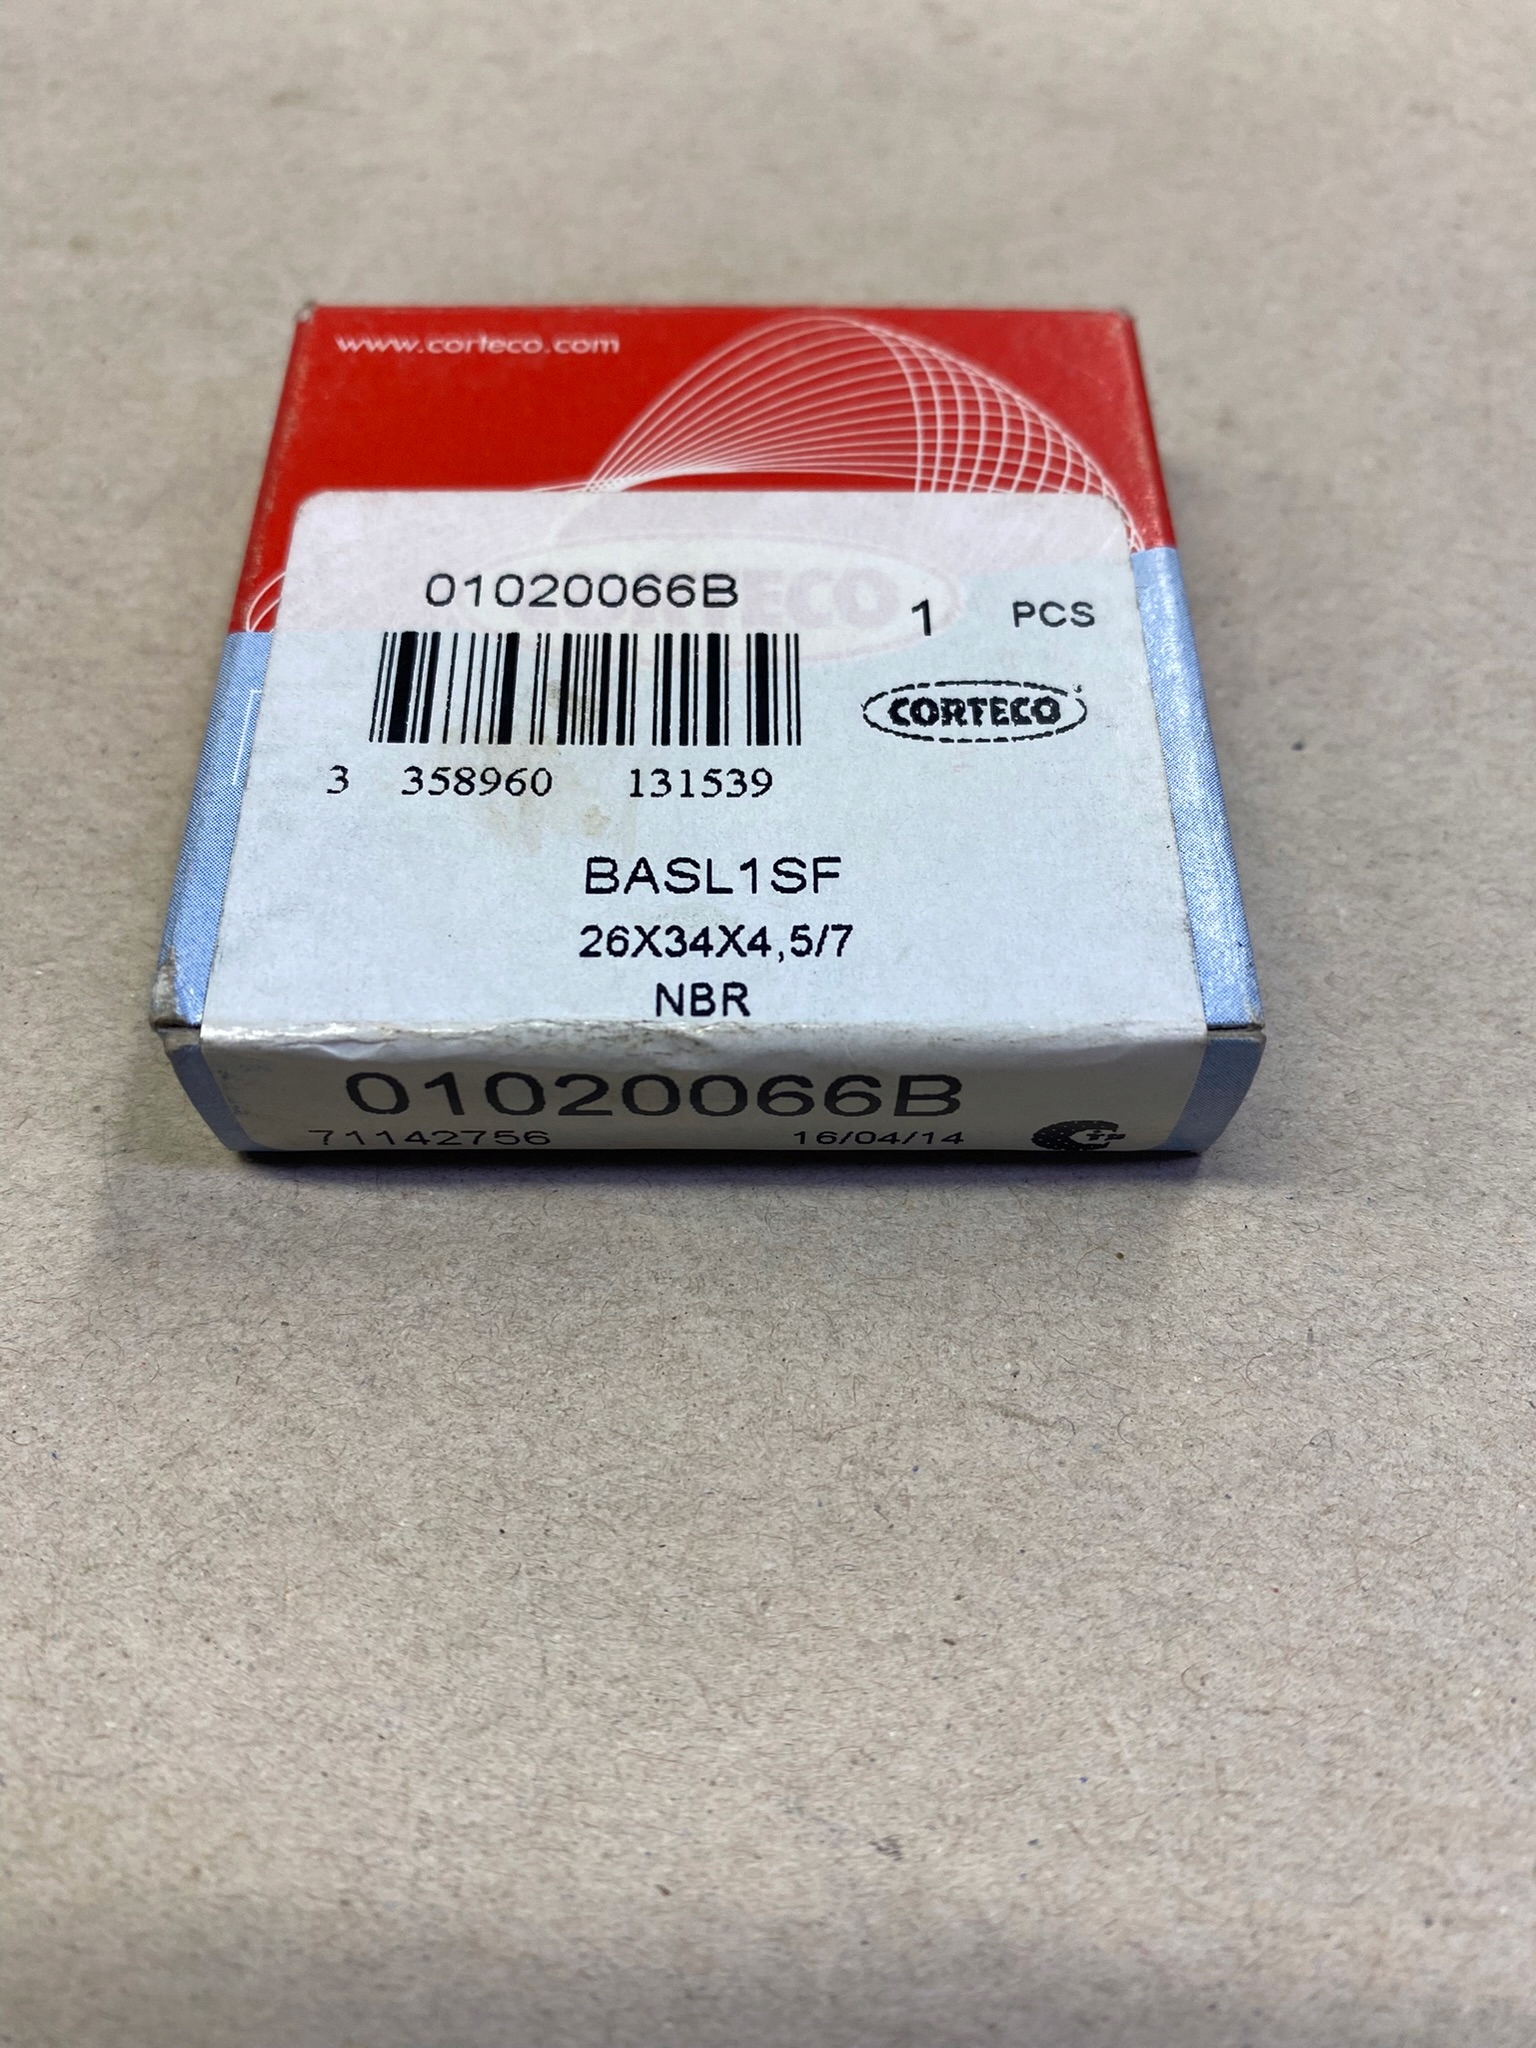 www.corteco.com
01020066B
1 PCS
CORTECO
3 358960 131539
BASL1SF
26X34X4,5/7
NBR
01020066B
71142756 16/04/14